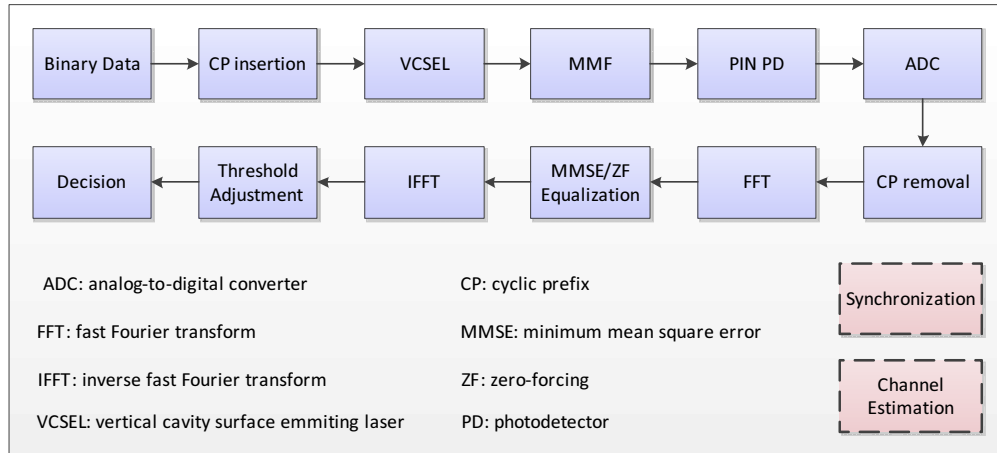 Binary Data
CP insertion
VCSEL
MMF
PIN PD
ADC
Decision
Threshold
Adjustment
IFFT
MMSE/ZF
Equalization
FFT
CP removal
ADC: analog-to-digital converter
CP: cyclic prefix
Synchronization
FFT: fast Fourier transform
MMSE: minimum mean square error
IFFT: inverse fast Fourier transform
ZF: zero-forcing
Channel
Estimation
VCSEL: vertical cavity surface emmiting laser
PD: photodetector